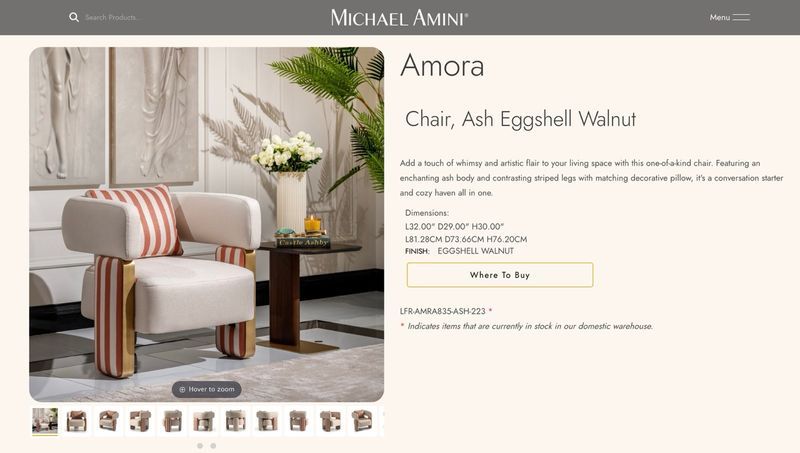 Search Products...
MICHAEL AMINI®
Menu
Amora
Chair, Ash Eggshell Walnut
Add a touch of whimsy and artistic flair to your living space with this one-of-a-kind chair. Featuring an
enchanting ash body and contrasting striped legs with matching decorative pillow, it's a conversation starter
and cozy haven all in one.
Dimensions:
L32.00" D29.00" H30.00"
L81.28CM D73.66CM H76.20CM
FINISH: EGGSHELL WALNUT
Where To Buy
LFR-AMRA835-ASH-223 *
* Indicates items that are currently in stock in our domestic warehouse.
Castle Ashby
Hover to zoom